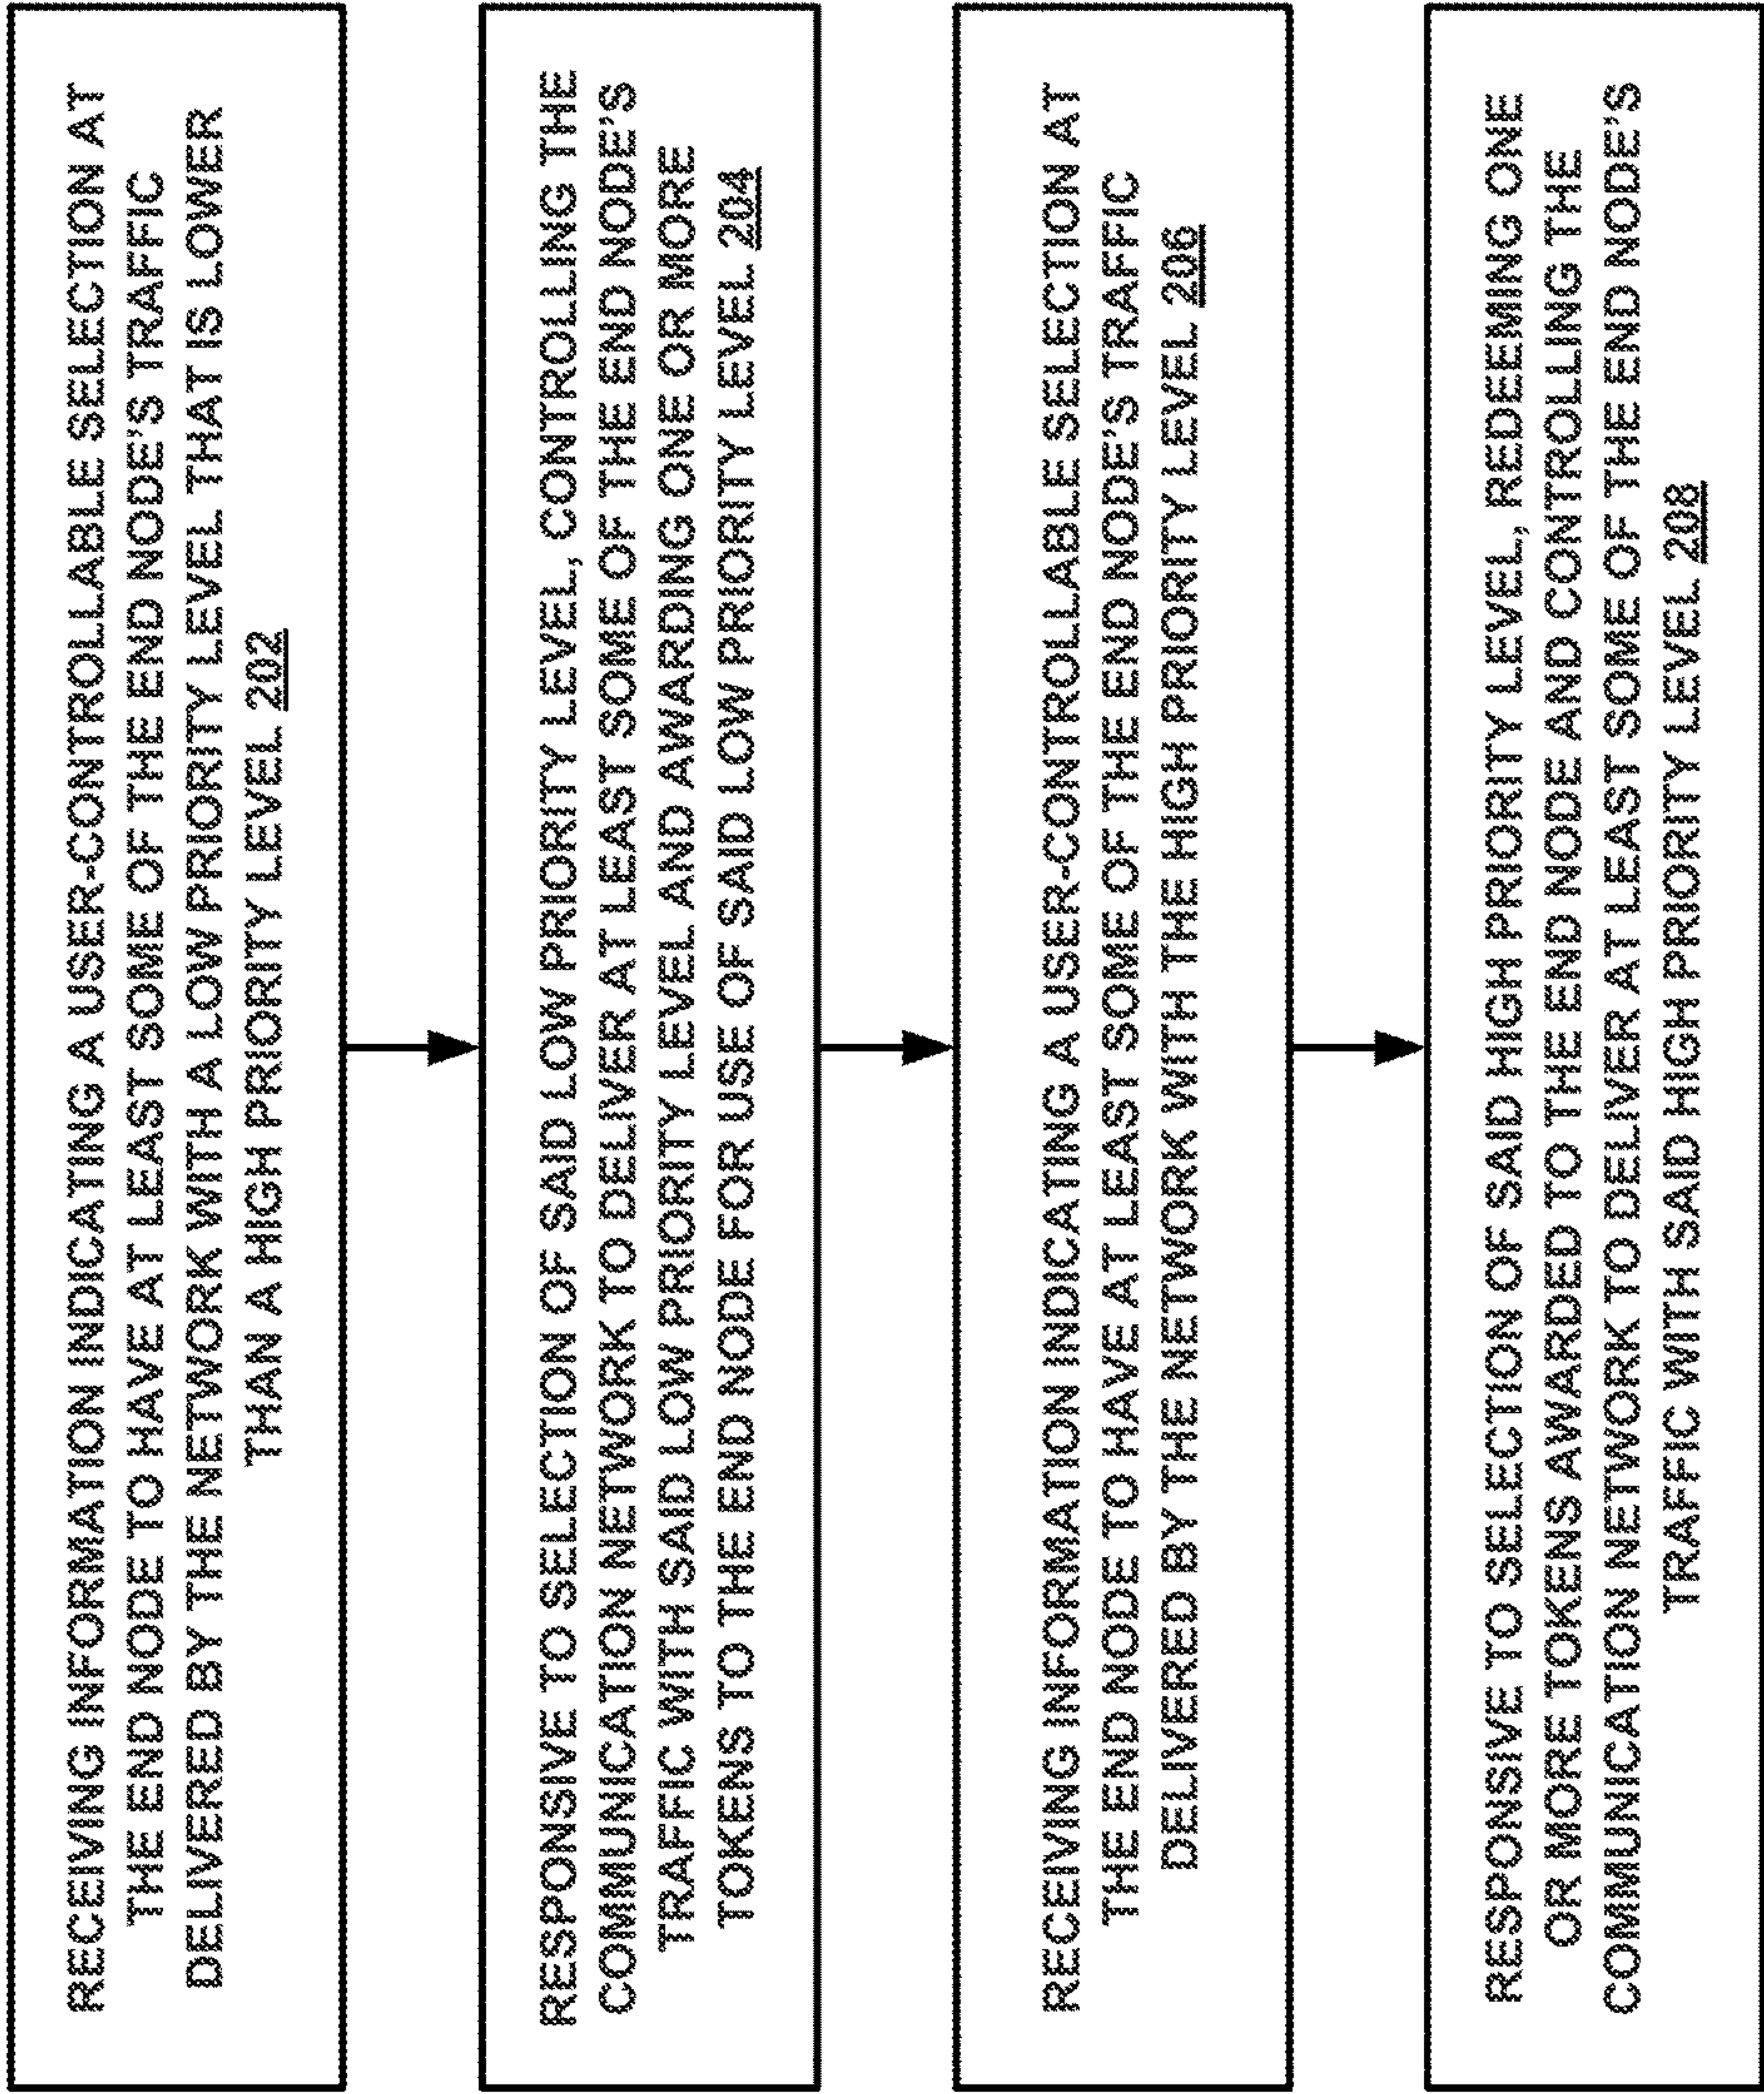 RECEIVING INFORMATION INDICATING A USER-CONTROLLABLE SELECTION AT
THE END NODE TO HAVE AT LEAST SOME OF THE END NODE'S TRAFFIC
DELIVERED BY THE NETWORK WITH A LOW PRIORITY LEVEL THAT IS LOWER
THAN A HIGH PRIORITY LEVEL 202
RESPONSIVE TO SELECTION OF SAID LOW PRIORITY LEVEL, CONTROLLING THE
COMMUNICATION NETWORK TO DELIVER AT LEAST SOME OF THE END NODE'S
TRAFFIC WITH SAID LOW PRIORITY LEVEL AND AWARDING ONE OR MORE
TOKENS TO THE END NODE FOR USE OF SAID LOW PRIORITY LEVEL 204
RECEIVING INFORMATION INDICATING A USER-CONTROLLABLE SELECTION AT
THE END NODE TO HAVE AT LEAST SOME OF THE END NODE'S TRAFFIC
DELIVERED BY THE NETWORK WITH THE HIGH PRIORITY LEVEL 206
RESPONSIVE TO SELECTION OF SAID HIGH PRIORITY LEVEL, REDEEMING ONE
OR MORE TOKENS AWARDED TO THE END NODE AND CONTROLLING THE
COMMUNICATION NETWORK TO DELIVER AT LEAST SOME OF THE END NODE'S
TRAFFIC WITH SAID HIGH PRIORITY LEVEL 208